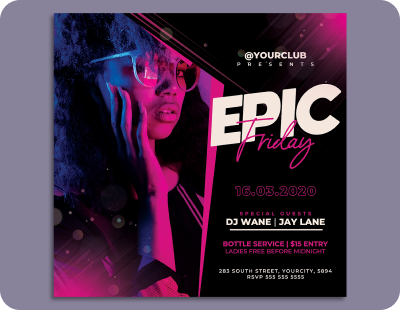 @YOURCLUB
PRESENTS
EPIC
Friday
16.03.2020
SPECIAL GUESTS
DJ WANE | JAY LANE
BOTTLE SERVICE | $15 ENTRY
LADIES FREE BEFORE MIDNIGHT
283 SOUTH STREET, YOURCITY, 5894
RSVP 555 555 5555